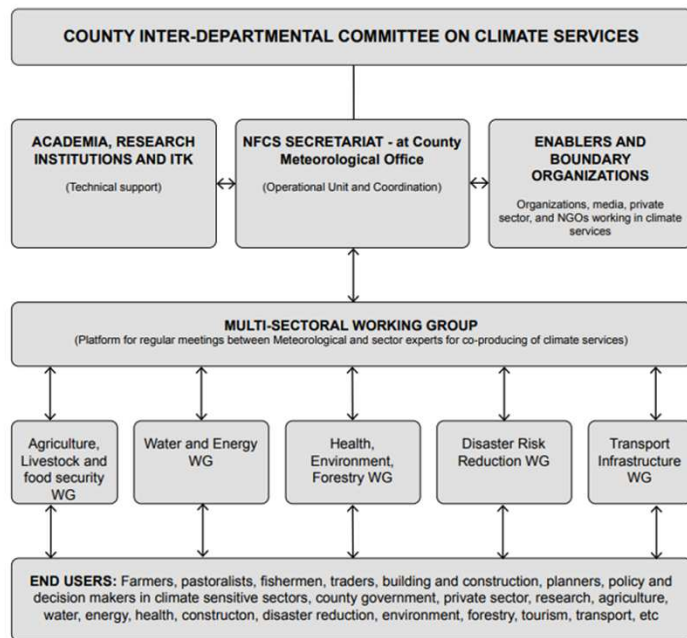 COUNTY INTER-DEPARTMENTAL COMMITTEE ON CLIMATE SERVICES
ACADEMIA, RESEARCH
INSTITUTIONS AND ITK
(Technical support)
NFCS SECRETARIAT - at County
Meteorological Office
(Operational Unit and Coordination)
ENABLERS AND
BOUNDARY
ORGANIZATIONS
Organizations, media, private
sector, and NGOs working in climate
services
MULTI-SECTORAL WORKING GROUP
(Platform for regular meetings between Meteorological and sector experts for co-producing of climate services)
Agriculture,
Livestock and
food security
WG
Water and Energy
WG
Health,
Environment,
Forestry WG
Disaster Risk
Reduction WG
Transport
Infrastructure
WG
END USERS: Farmers, pastoralists, fishermen, traders, building and construction, planners, policy and
decision makers in climate sensitive sectors, county government, private sector, research, agriculture,
water, energy, health, constructon, disaster reduction, environment, forestry, tourism, transport, etc